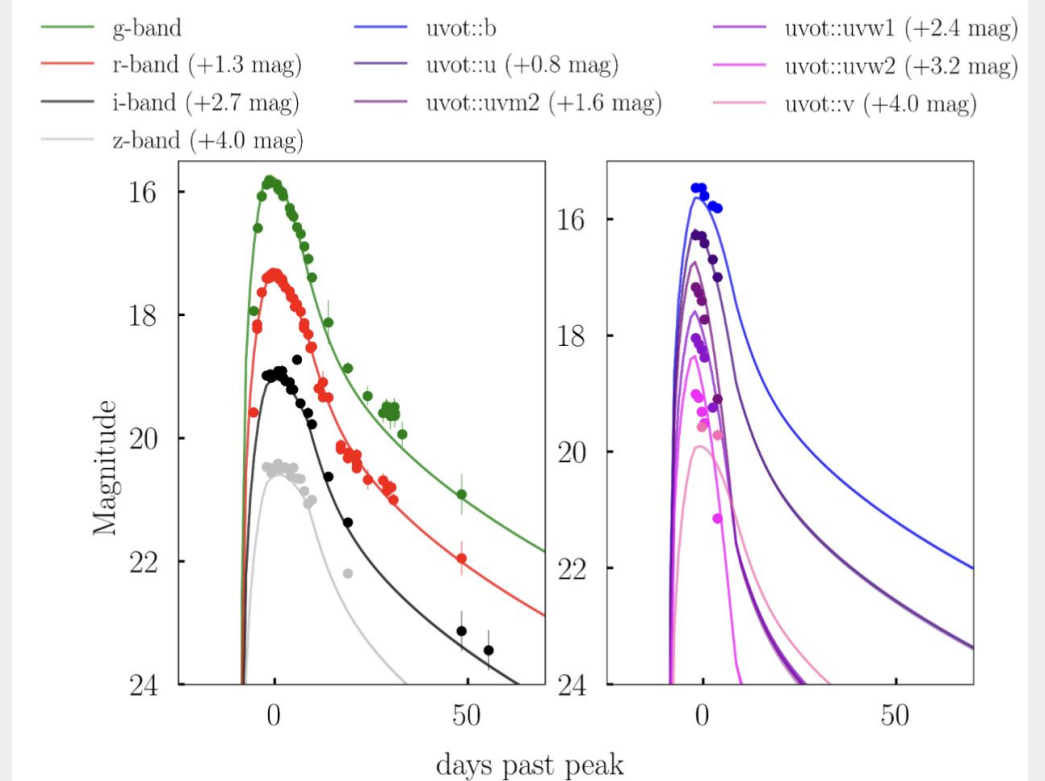 g-band
r-band (+1.3 mag)
i-band (+2.7 mag)
z-band (+4.0 mag)
uvot::b
uvot::u (+0.8 mag)
uvot::uvm2 (+1.6 mag)
uvot::uvw1 (+2.4 mag)
uvot::uvw2 (+3.2 mag)
uvot::v (+4.0 mag)
Magnitude
16
18
20
22
24
0 50
16
18
20
22
24
0 50
days past peak